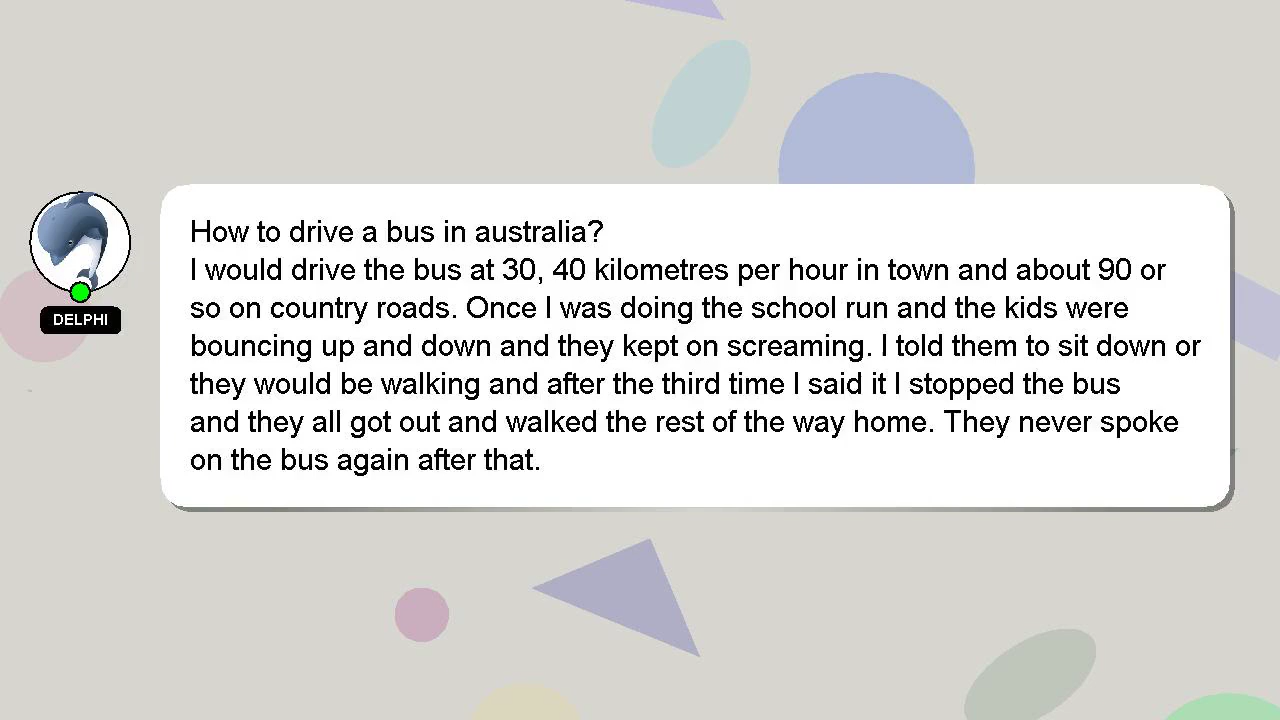 How to drive a bus in australia?
I would drive the bus at 30, 40 kilometres per hour in town and about 90 or
so on country roads. Once I was doing the school run and the kids were
bouncing up and down and they kept on screaming. I told them to sit down or
they would be walking and after the third time I said it I stopped the bus
and they all got out and walked the rest of the way home. They never spoke
on the bus again after that.
DELPHI